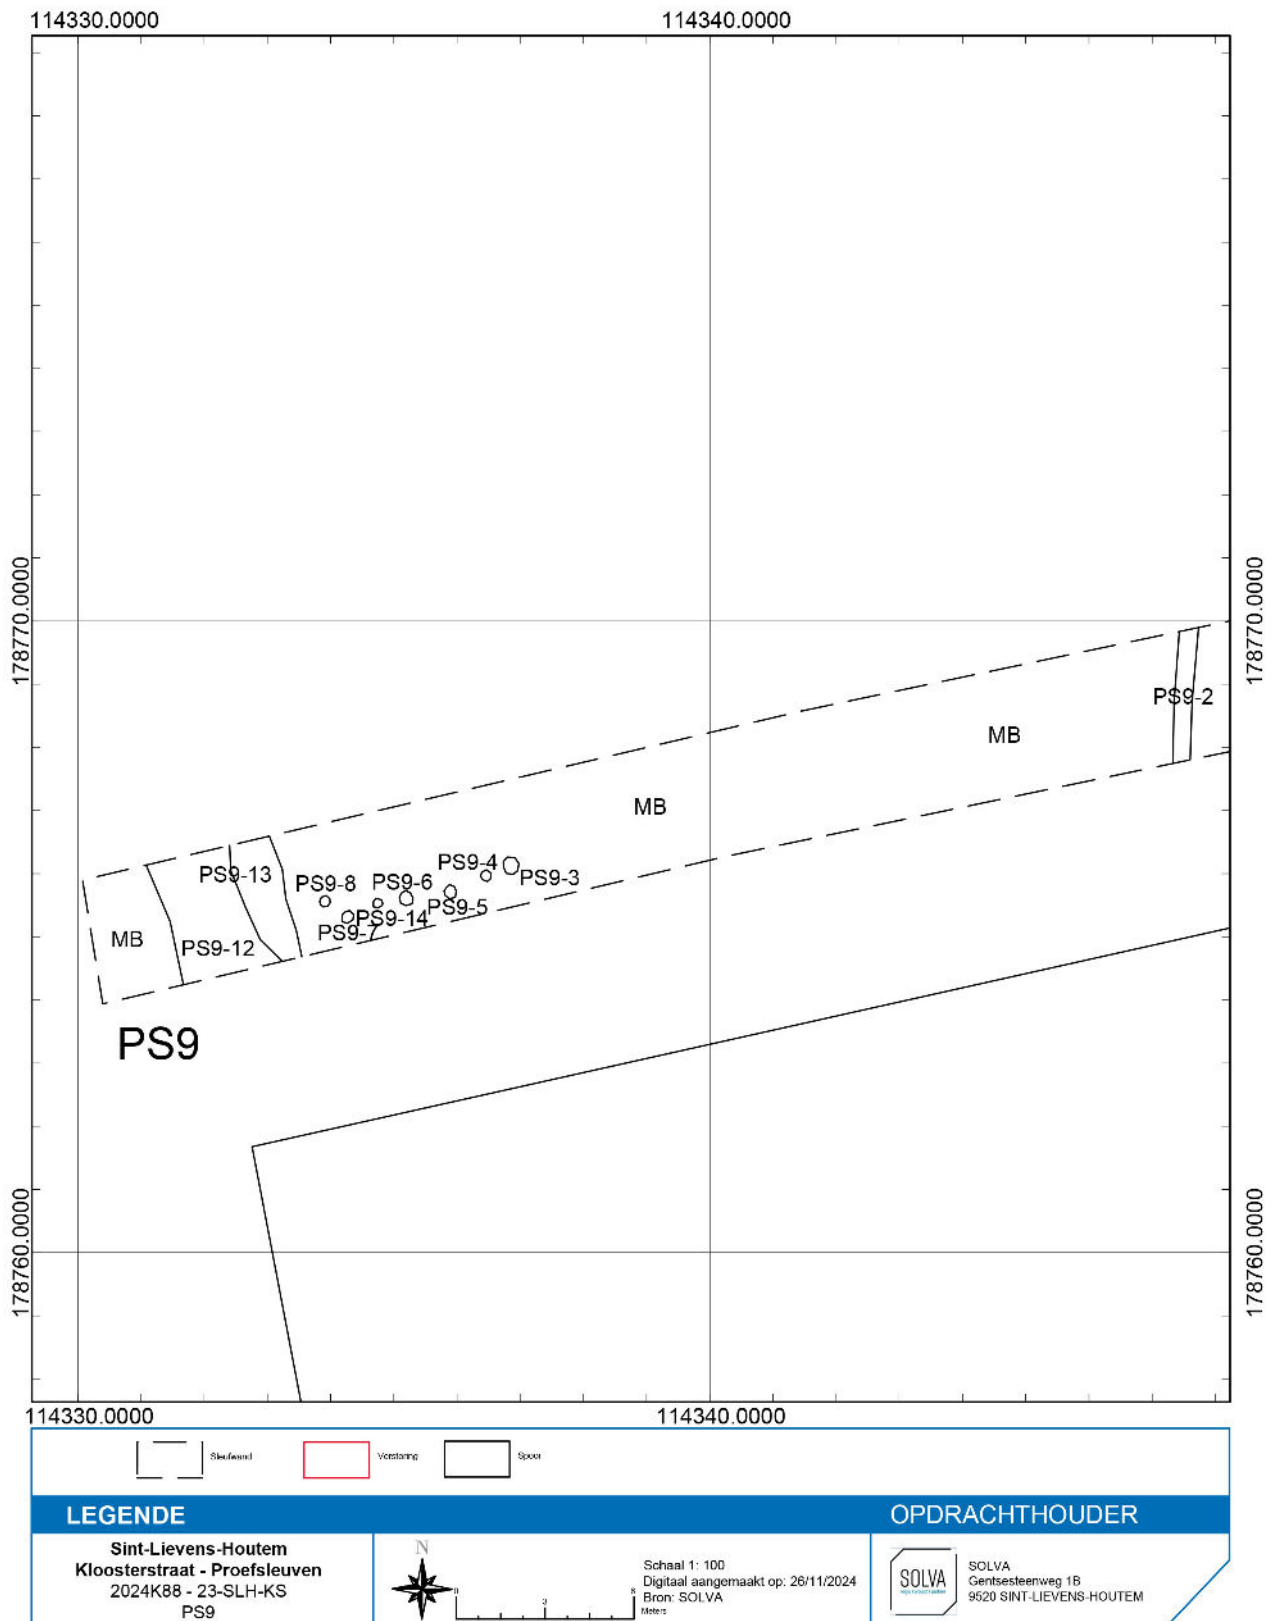 114330.0000 114340.0000
178770.0000 178770.0000
PS9-2
MB
MB
PS9-4
PS9-13
PS9-8 PS9-6 PS9-3
PS9-5
PS9-14
PS9-7
MB
PS9-12
PS9
178760.0000 178760.0000
114330.0000 114340.0000
Sleufwand Verstoring Spoor
LEGENDE OPDRACHTHOUDER
Sint-Lievens-Houtem
Kloosterstraat - Proefsleuven
2024K88 - 23-SLH-KS
PS9
N
0 3
Meters
Schaal 1: 100
Digitaal aangemaakt op: 26/11/2024
Bron: SOLVA
SOLVA
SOLVA
Gentsesteenweg 1B
9520 SINT-LIEVENS-HOUTEM